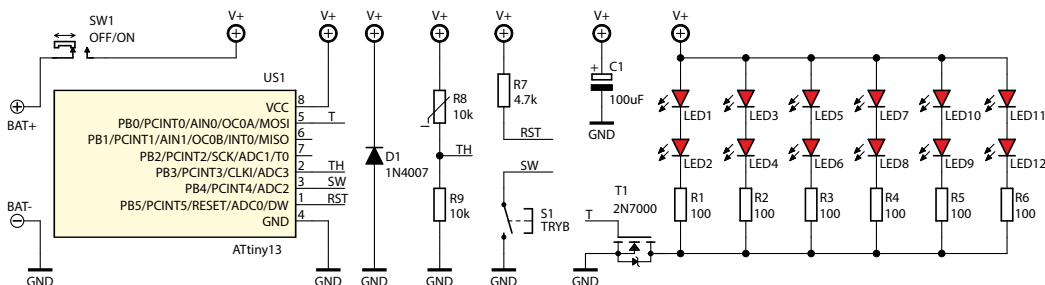 SW1
OFF/ON
V+
V+
V+
V+
V+
V+
V+
BAT+
BAT-
US1
8
VCC
5
PB0/PCINT0/AIN0/OC0A/MOSI
T
6
PB1/PCINT1/AIN1/OC0B/INT0/MISO
7
PB2/PCINT2/SCK/ADC1/T0
2
PB3/PCINT3/CLKI/ADC3
TH
3
PB4/PCINT4/ADC2
SW
1
PB5/PCINT5/RESET/ADC0/DW
RST
4
GND
ATtiny13
GND
GND
D1
1N4007
GND
R8
10k
TH
R9
10k
GND
R7
4.7k
RST
SW
S1
TRYB
GND
+
C1
100uF
GND
T
T1
2N7000
GND
LED1
LED3
LED5
LED7
LED10
LED11
LED2
LED4
LED6
LED8
LED9
LED12
R1
100
R2
100
R3
100
R4
100
R5
100
R6
100